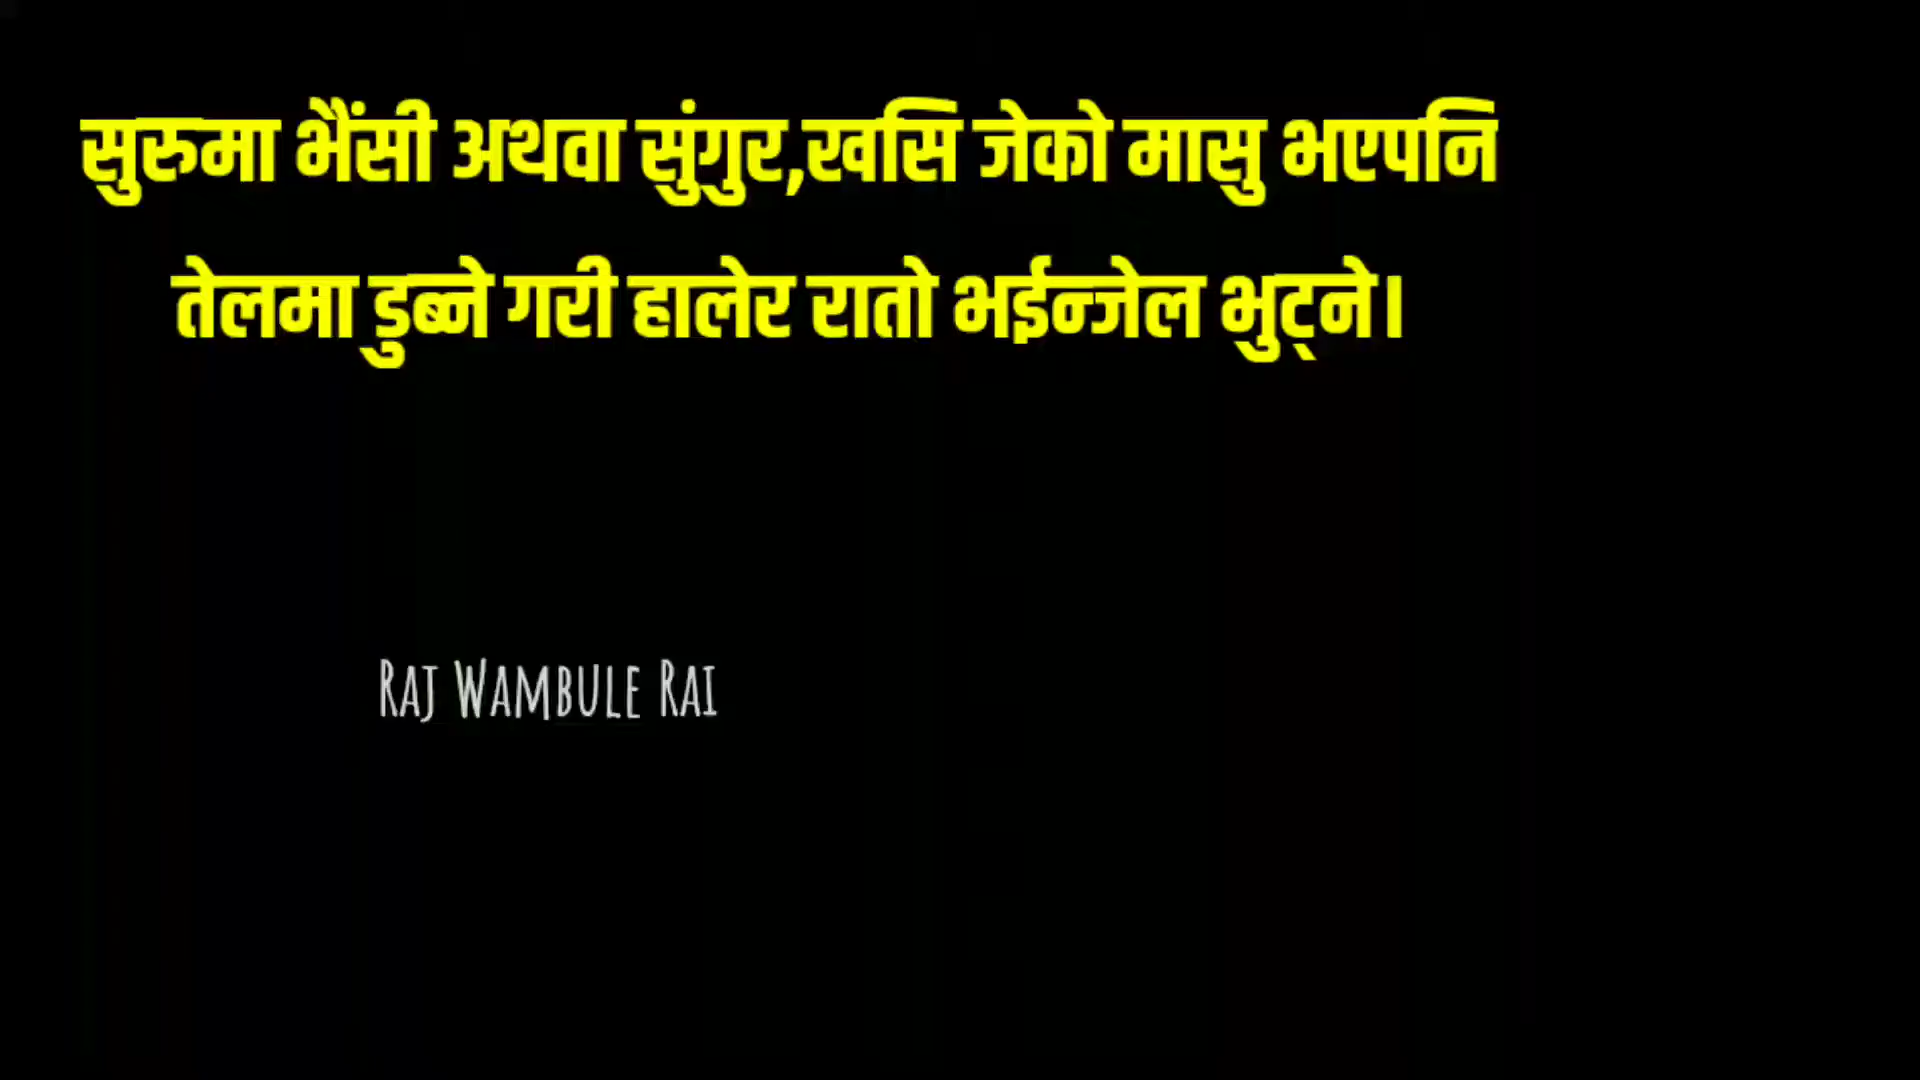 सुरुमा भैंसी अथवा सुंगुर,खसि जेको मासु भएपनि
तेलमा डुब्ने गरी हालेर रातो भईन्जेल भुट्ने।
Raj Wambule Rai